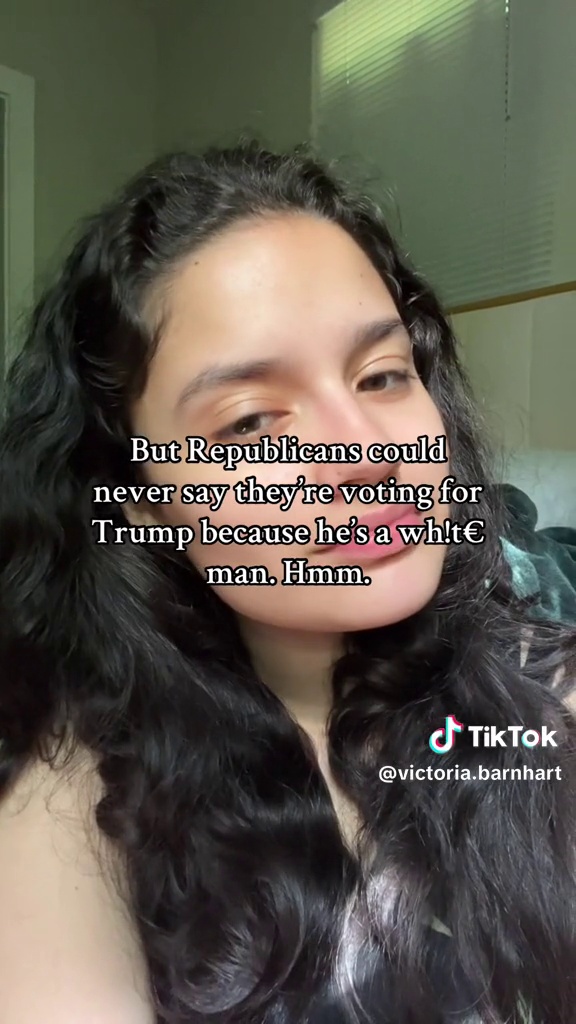 But Republicans could
never say they're voting for
Trump because he's a wh!t€
man. Hmm.
TikTok
@victoria.barnhart